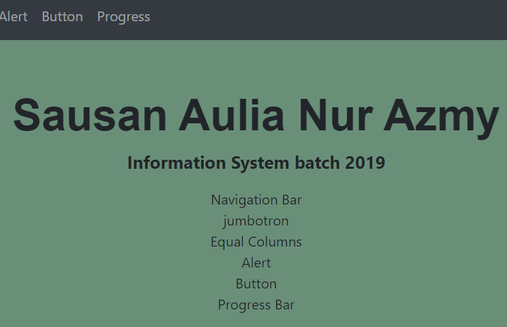 Alert Button Progress
Sausan Aulia Nur Azmy
Information System batch 2019
Navigation Bar
jumbotron
Equal Columns
Alert
Button
Progress Bar